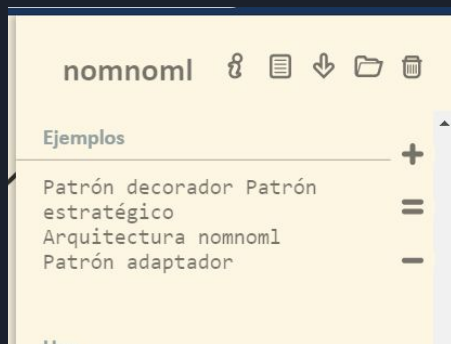 nomnoml
Ejemplos
Patrón decorador Patrón
estratégico
Arquitectura nomnoml
Patrón adaptador